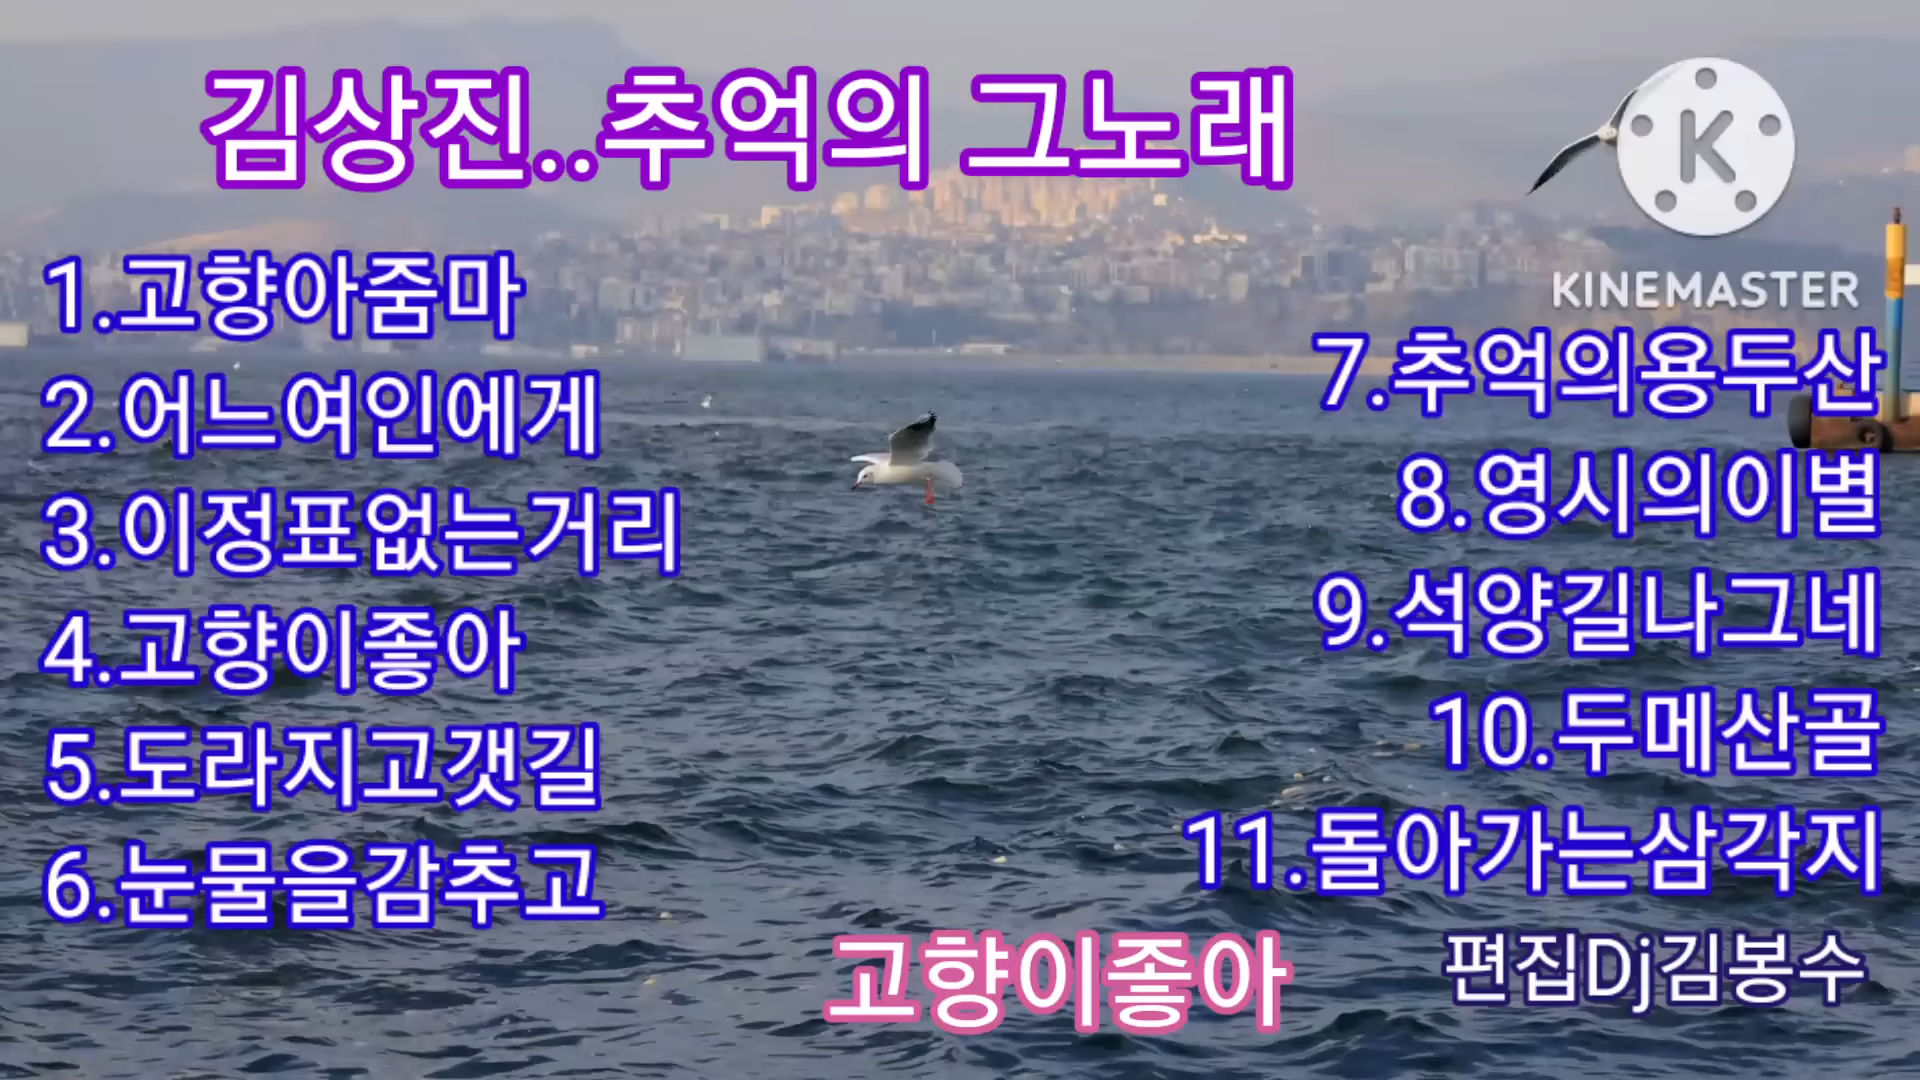 김상진..추억의 그노래
KINEMASTER
1.고향아줌마
2.어느여인에게
3.이정표없는거리
4.고향이좋아
5.도라지고갯길
6.눈물을감추고
7.추억의용두산
8.영시의이별
9.석양길나그네
10.두메산골
11.돌아가는삼각지
고향이좋아
편집Dj김봉수